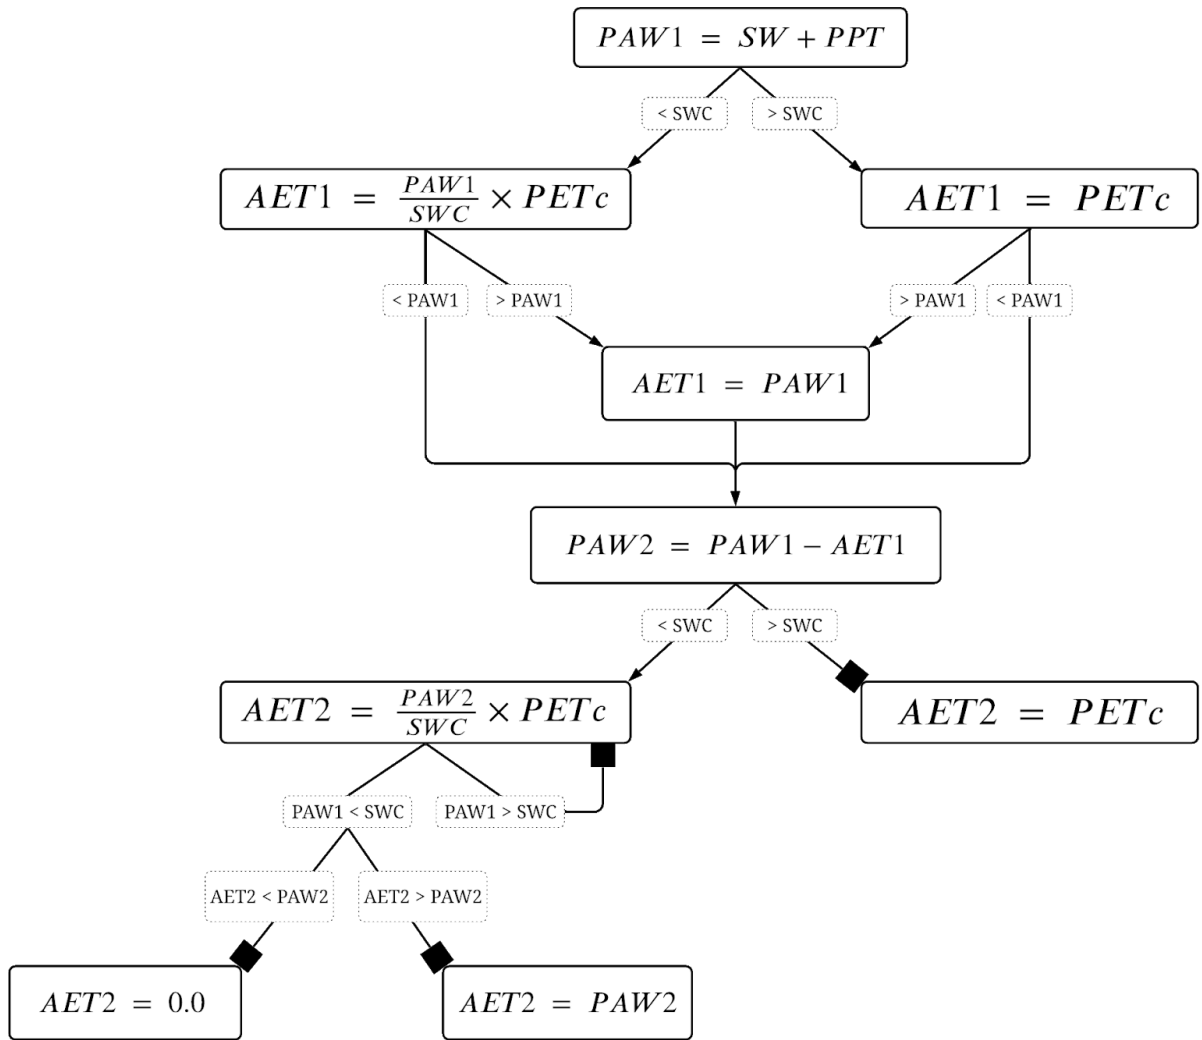 PAW1 = SW + PPT
< SWC
> SWC
AET1 = PAW1/SWC × PETc
AET1 = PETc
< PAW1
> PAW1
> PAW1
< PAW1
AET1 = PAW1
PAW2 = PAW1 − AET1
< SWC
> SWC
AET2 = PAW2/SWC × PETc
AET2 = PETc
PAW1 < SWC
PAW1 > SWC
AET2 < PAW2
AET2 > PAW2
AET2 = 0.0
AET2 = PAW2